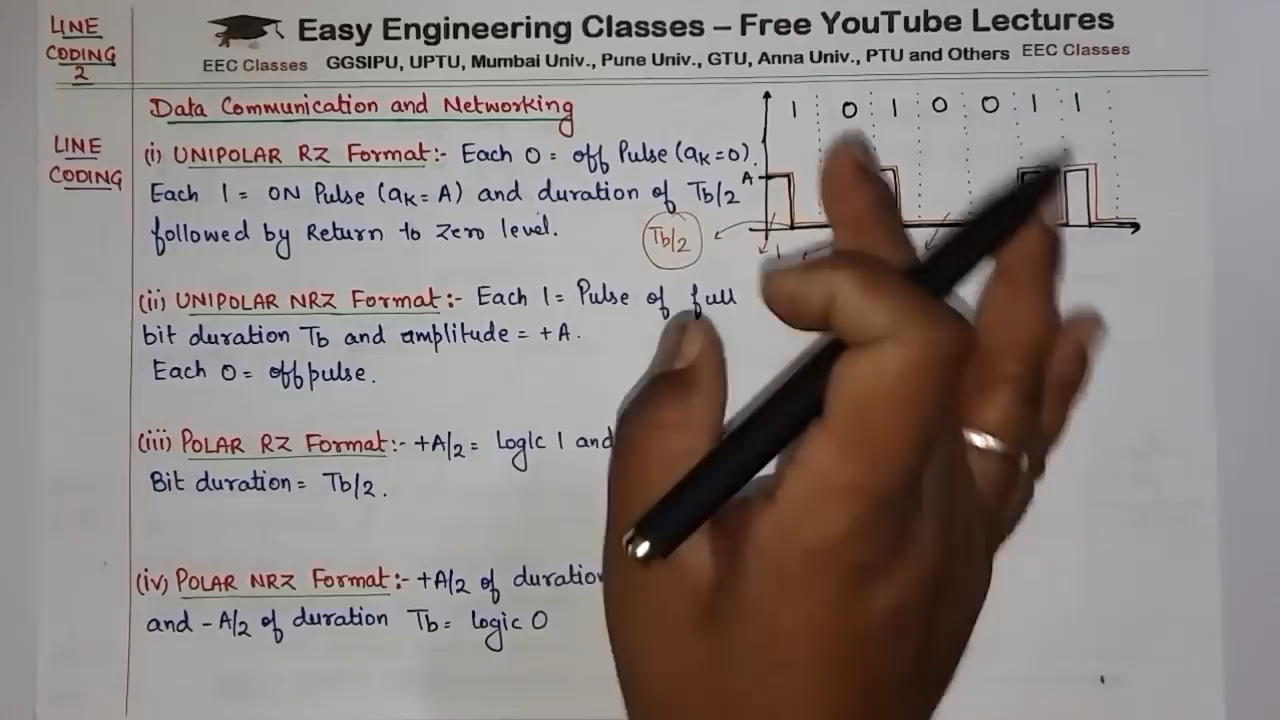 LINE
CODING
2
Easy Engineering Classes – Free YouTube Lectures
EEC Classes GGSIPU, UPTU, Mumbai Univ., Pune Univ., GTU, Anna Univ., PTU and Others EEC Classes
Data Communication and Networking
1 0 1 0 0 1 1
LINE
CODING
(i) UNIPOLAR RZ Format:- Each 0 = off Pulse (aK=0).
Each 1 = ON Pulse (aK= A) and duration of Tb/2
followed by Return to Zero level.
A
Tb/2
(ii) UNIPOLAR NRZ Format:- Each 1= Pulse of full
bit duration Tb and amplitude = +A.
Each 0 = off pulse.
(iii) POLAR RZ Format:- +A/2 = Logic 1 and
Bit duration = Tb/2.
(iv) POLAR NRZ Format:- +A/2 of duration
and -A/2 of duration Tb= logic 0